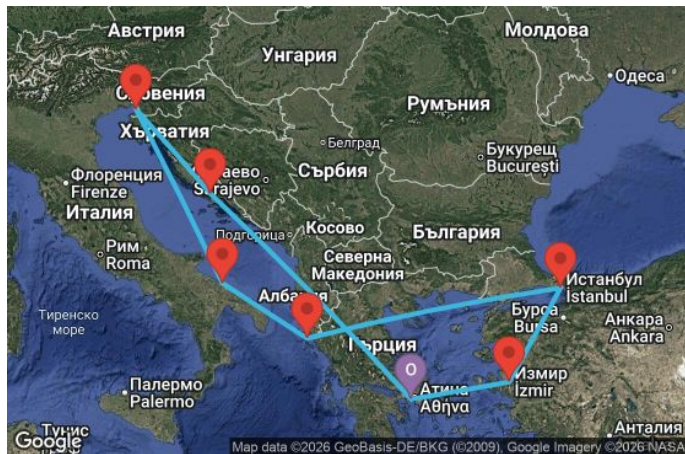 Австрия
Молдова
Унгария
Одеса
Словения
Румъния
Хърватия
Белград
Букурещ
București
Флоренция
Firenze
Сърбия
Sarajevo
Италия
Подгорица
Косово
България
Рим
Roma
Северна
Македония
Албания
Истанбул
İstanbul
Тиренско
море
Бурса
Bursa
Анкара
Ankara
Гърция
О
Измир
İzmir
Палермо
Palermo
Атина
Αθήνα
Тунис
Анталия
Google
Map data ©2026 GeoBasis-DE/BKG (©2009), Google Imagery ©2026 NASA